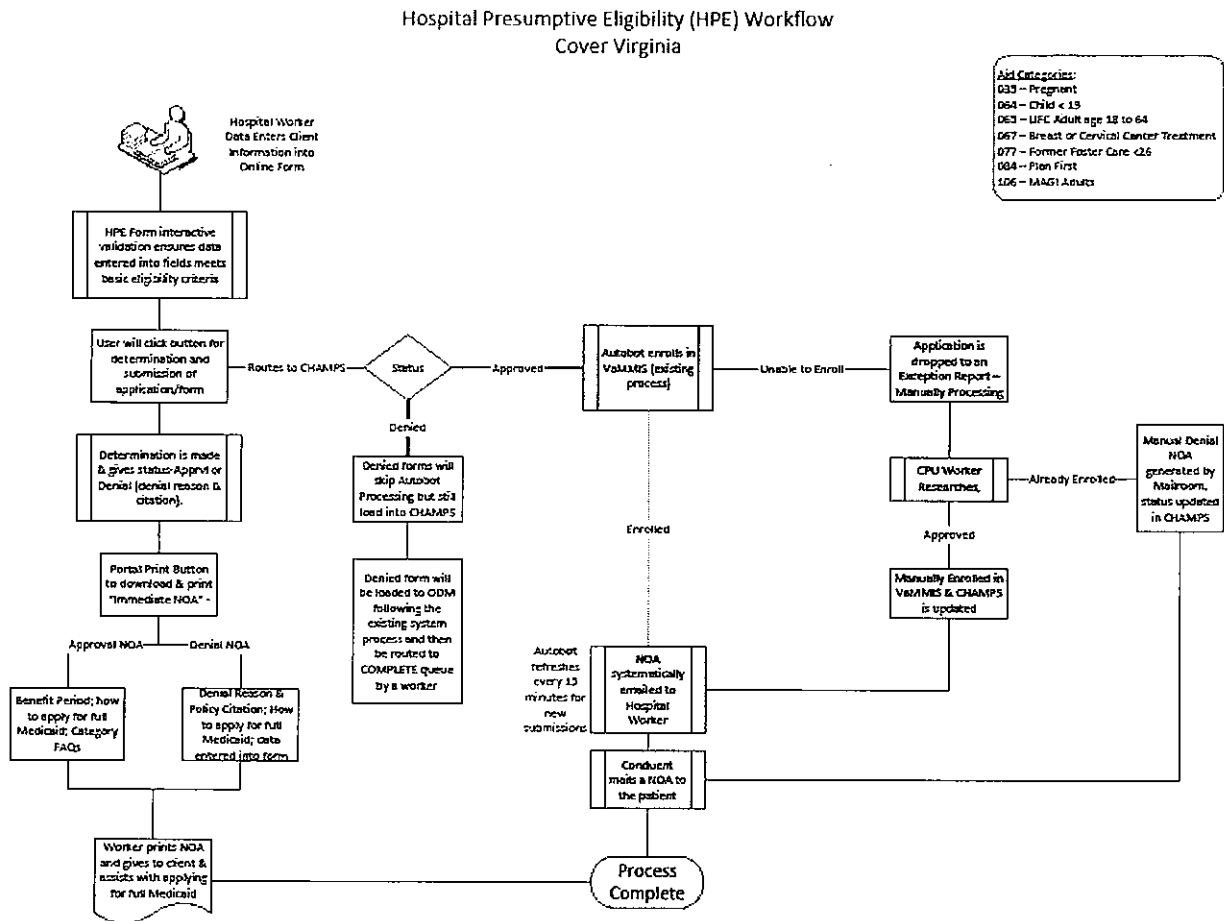 Hospital Presumptive Eligibility (HPE) Workflow
Cover Virginia
Aid Categories:
035 – Pregnant
064 – Child < 19
065 – LIFC Adult age 18 to 64
067 – Breast or Cervical Cancer Treatment
077 – Former Foster Care <26
084 – Plan First
106 – MAGI Adults
Hospital Worker
Data Enters Client
Information into
Online Form
HPE Form interactive
validation ensures data
entered into fields meets
basic eligibility criteria
User will click button for
determination and
submission of
application/form
Routes to CHAMPS
Status
Approved
Autobot enrolls in
VaMMIS (existing
process)
Unable to Enroll
Application is
dropped to an
Exception Report –
Manually Processing
Denied
Determination is made
& gives status-Apprvl or
Denial (denial reason &
citation).
Denied forms will
skip Autobot
Processing but still
load into CHAMPS
Enrolled
CPU Worker
Researches,
Already Enrolled
Manual Denial
NOA
generated by
Mailroom,
status updated
in CHAMPS
Approved
Portal Print Button
to download & print
"Immediate NOA" -
Denied form will
be loaded to ODM
following the
existing system
process and then
be routed to
COMPLETE queue
by a worker
Manually Enrolled in
VaMMIS & CHAMPS
is updated
Approval NOA
Denial NOA
Benefit Period; how
to apply for full
Medicaid; Category
FAQs
Denial Reason &
Policy Citation; How
to apply for full
Medicaid; data
entered into form
Autobot
refreshes
every 15
minutes for
new
submissions
NOA
systematically
emailed to
Hospital
Worker
Conduent
mails a NOA to
the patient
Worker prints NOA
and gives to client &
assists with applying
for full Medicaid
Process
Complete